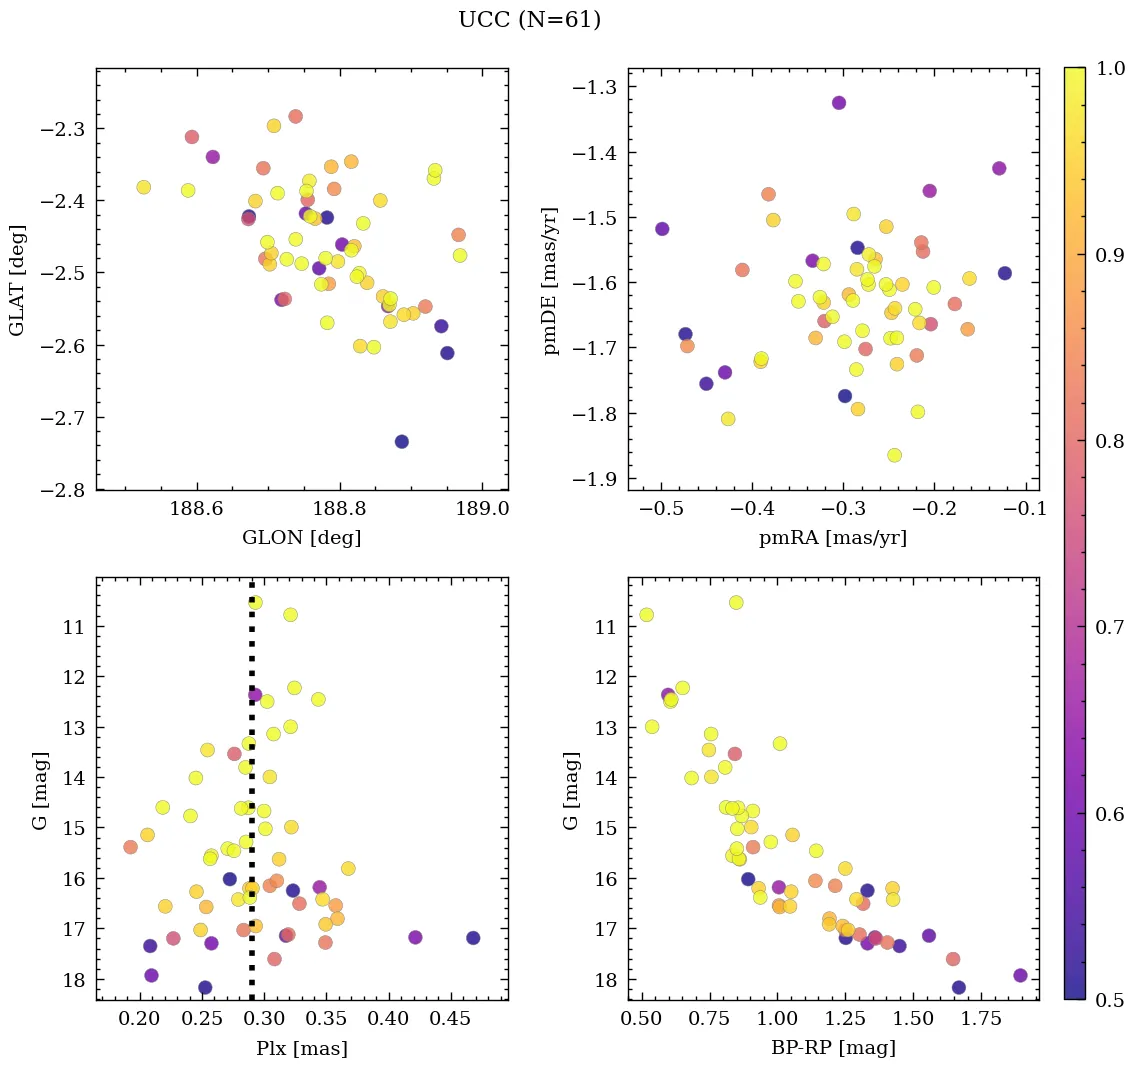 UCC (N=61)
−2.3
−2.4
−2.5
−2.6
−2.7
−2.8
GLAT [deg]
188.6 188.8 189.0
GLON [deg]
−1.3
−1.4
−1.5
−1.6
−1.7
−1.8
−1.9
pmDE [mas/yr]
−0.5 −0.4 −0.3 −0.2 −0.1
pmRA [mas/yr]
11
12
13
14
15
16
17
18
G [mag]
0.20 0.25 0.30 0.35 0.40 0.45
Plx [mas]
11
12
13
14
15
16
17
18
G [mag]
0.50 0.75 1.00 1.25 1.50 1.75
BP-RP [mag]
1.0
0.9
0.8
0.7
0.6
0.5